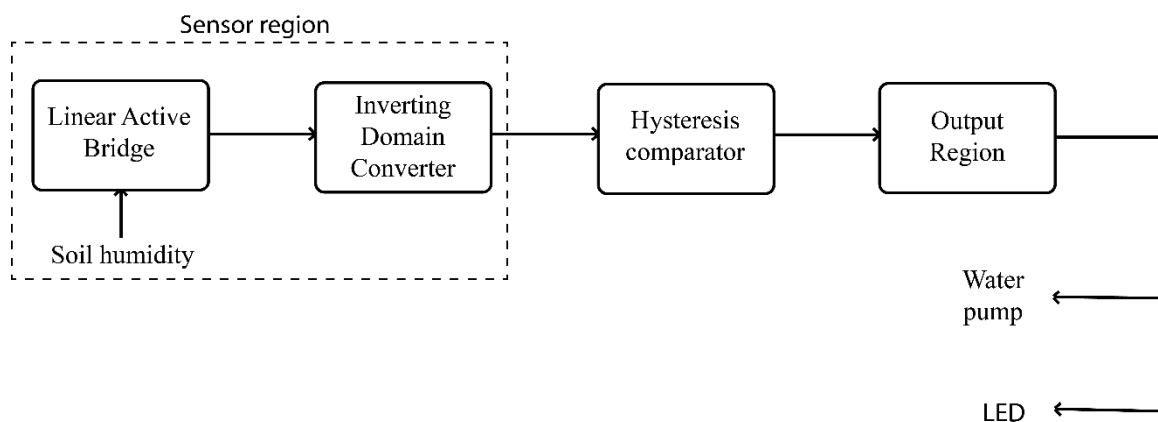 Sensor region
Linear Active
Bridge
Inverting
Domain
Converter
Hysteresis
comparator
Output
Region
Soil humidity
Water
pump
LED